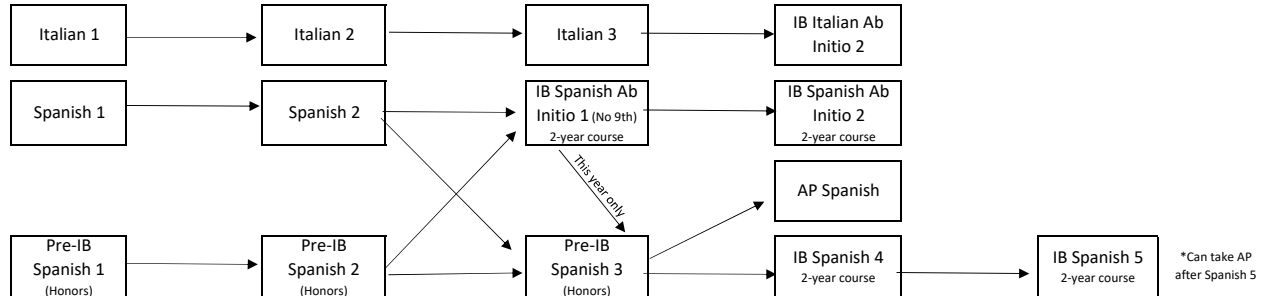 Italian 1
Italian 2
Italian 3
IB Italian Ab
Initio 2
Spanish 1
Spanish 2
IB Spanish Ab
Initio 1 (No 9th)
2-year course
IB Spanish Ab
Initio 2
2-year course
This year only
AP Spanish
Pre-IB
Spanish 1
(Honors)
Pre-IB
Spanish 2
(Honors)
Pre-IB
Spanish 3
(Honors)
IB Spanish 4
2-year course
IB Spanish 5
2-year course
*Can take AP
after Spanish 5